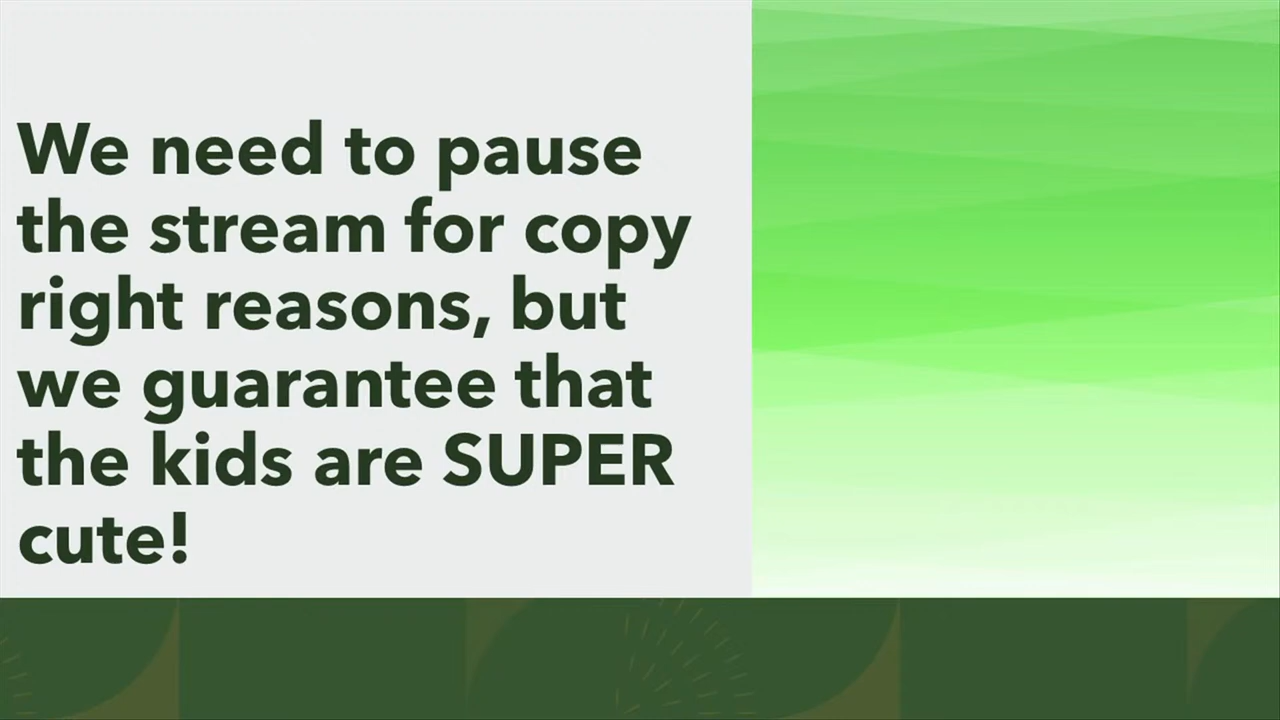 We need to pause
the stream for copy
right reasons, but
we guarantee that
the kids are SUPER
cute!